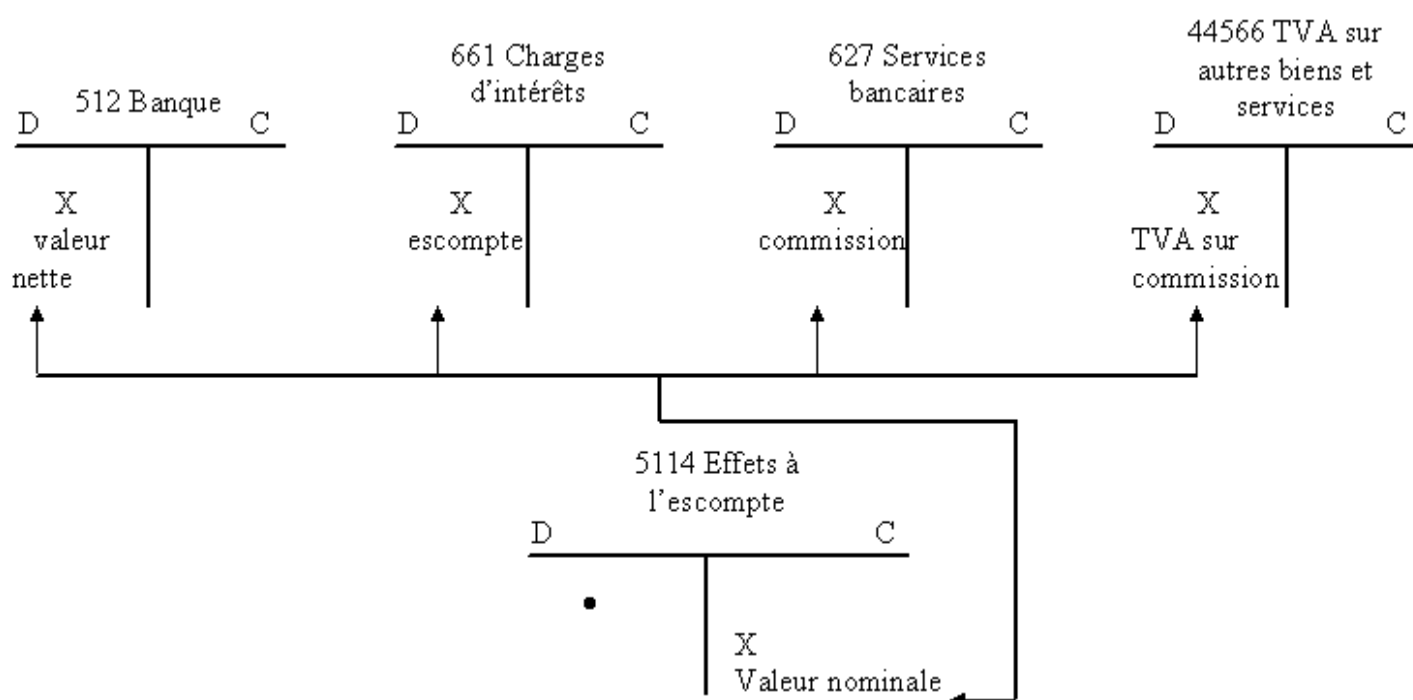 512 Banque
D C
X
valeur
nette
661 Charges
d'intérêts
D C
X
escompte
627 Services
bancaires
D C
X
commission
44566 TVA sur
autres biens et
services
D C
X
TVA sur
commission
5114 Effets à
l'escompte
D C
X
Valeur nominale